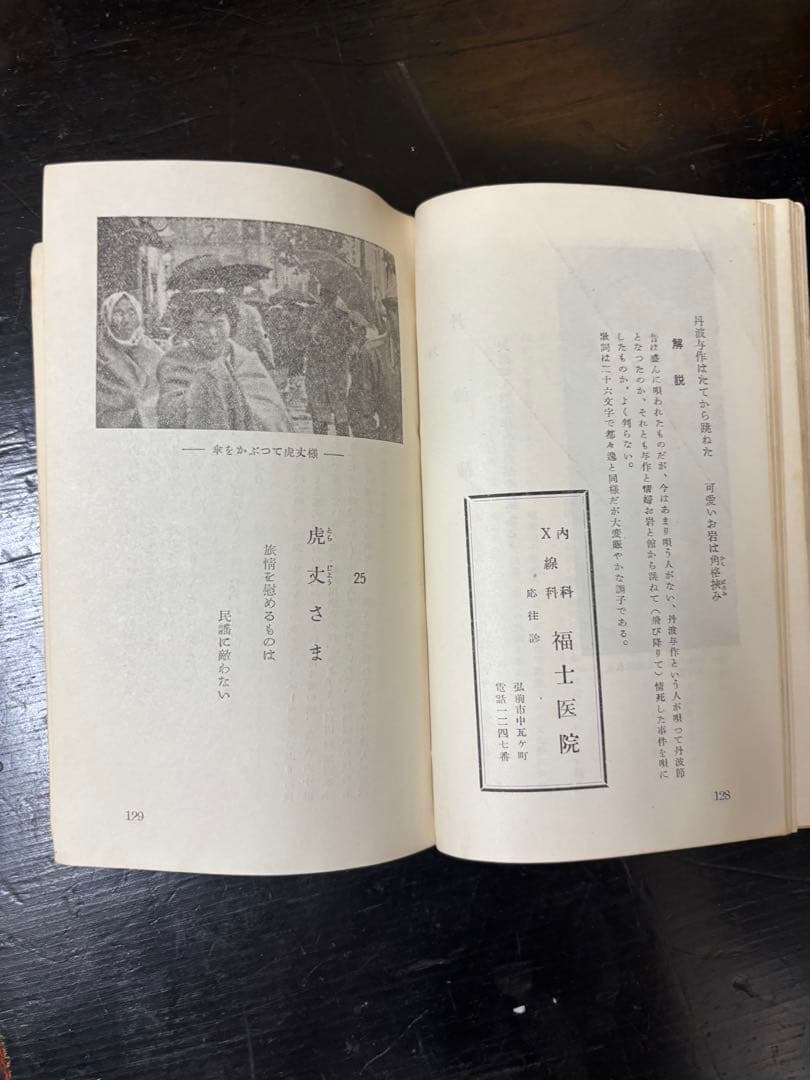 丹波与作はたてから跳ねた　可愛いお岩は角格挟み
解説
昔は盛んに唄われたものだが、今はあまり唄う人がない、丹波与作という人が唄つて丹波節
となつたのか、それとも与作と情婦お岩と館から跳ねて（飛び降りて）情死した事件を唄に
したものか、よく判らない。
歌詞は二十六文字で都々逸と同様だが大変賑やかな調子である。
内科
X線科
応往診
福士医院
弘前市中瓦ヶ町
電話一二四七番
128
― 傘をかぶつて虎丈様 ―
25
虎丈さま
とち　じよう
旅情を慰めるものは
民謡に敵わない
129